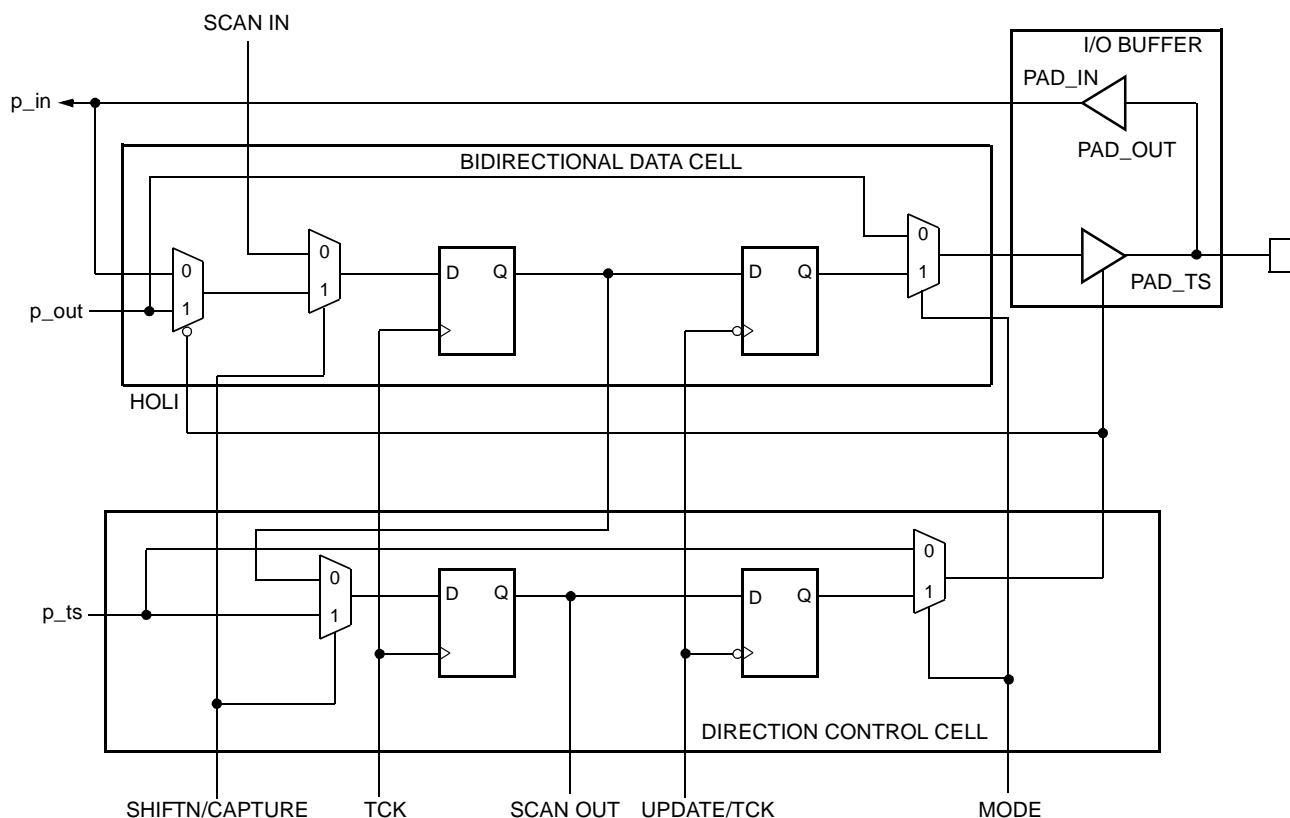 SCAN IN
I/O BUFFER
p_in
PAD_IN
PAD_OUT
BIDIRECTIONAL DATA CELL
0
0
1
D Q
D Q
0
1
1
p_out
PAD_TS
HOLI
0
1
D Q
D Q
0
1
p_ts
DIRECTION CONTROL CELL
SHIFTN/CAPTURE
TCK
SCAN OUT
UPDATE/TCK
MODE